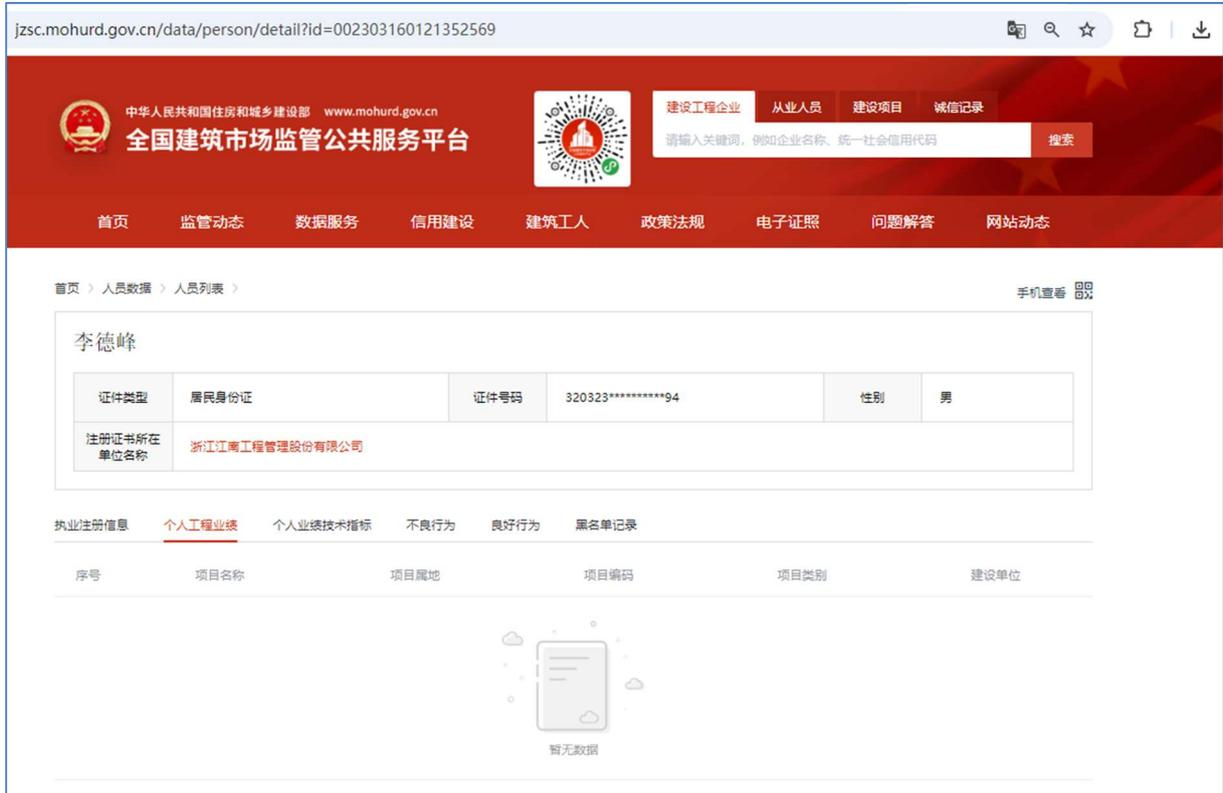 jzsc.mohurd.gov.cn/data/person/detail?id=002303160121352569
中华人民共和国住房和城乡建设部 www.mohurd.gov.cn
全国建筑市场监管公共服务平台
建设工程企业 从业人员 建设项目 诚信记录
请输入关键词，例如企业名称、统一社会信用代码 搜索
首页 监管动态 数据服务 信用建设 建筑工人 政策法规 电子证照 问题解答 网站动态
首页 > 人员数据 > 人员列表 >
手机查看
李德峰
证件类型 居民身份证 证件号码 320323**********94 性别 男
注册证书所在
单位名称
浙江江南工程管理股份有限公司
执业注册信息 个人工程业绩 个人业绩技术指标 不良行为 良好行为 黑名单记录
序号 项目名称 项目属地 项目编码 项目类别 建设单位
暂无数据